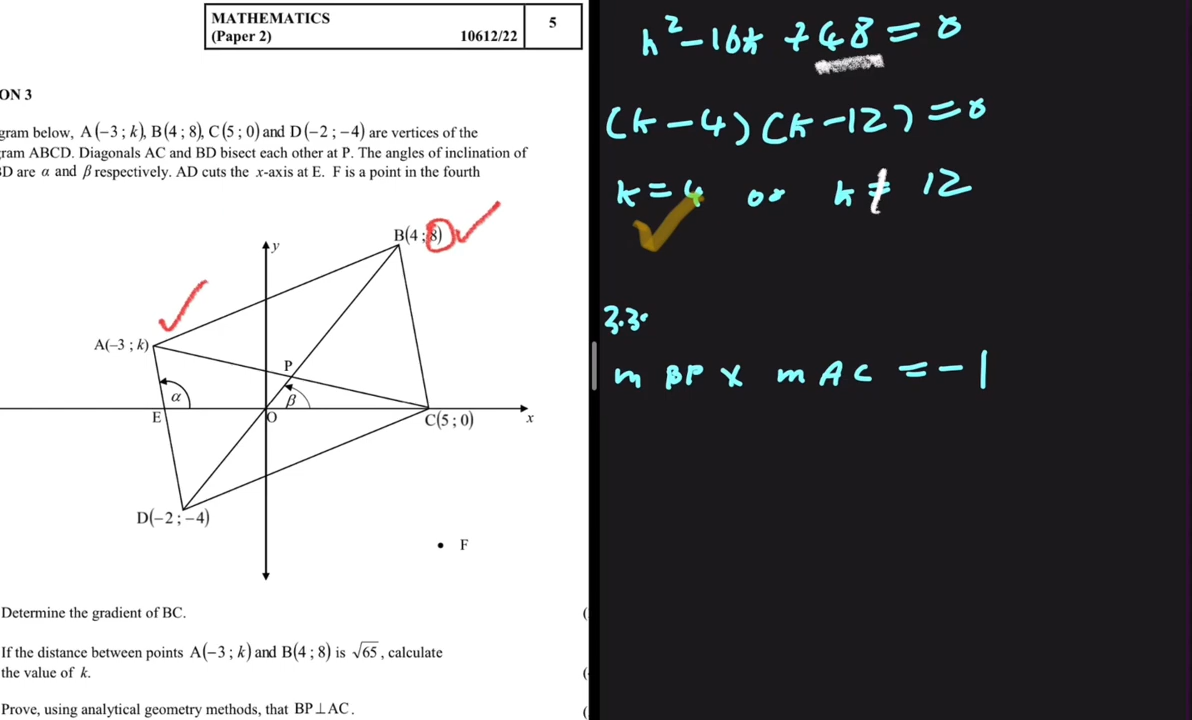 MATHEMATICS
(Paper 2) 10612/22
5
ON 3
gram below, A(−3 ; k), B(4 ; 8), C(5 ; 0) and D(−2 ; −4) are vertices of the
gram ABCD. Diagonals AC and BD bisect each other at P. The angles of inclination of
BD are α and β respectively. AD cuts the x-axis at E. F is a point in the fourth
B(4 ; 8)
y
A(−3 ; k)
P
α
β
E
O
C(5 ; 0)
x
D(−2 ; −4)
F
Determine the gradient of BC.
(
If the distance between points A(−3 ; k) and B(4 ; 8) is √65, calculate
the value of k.
(
Prove, using analytical geometry methods, that BP ⊥ AC.
(
k² − 16k + 48 = 0
(k − 4) (k − 12) = 0
k = 4 or k ≠ 12
3.3.
m BP x m AC = −1